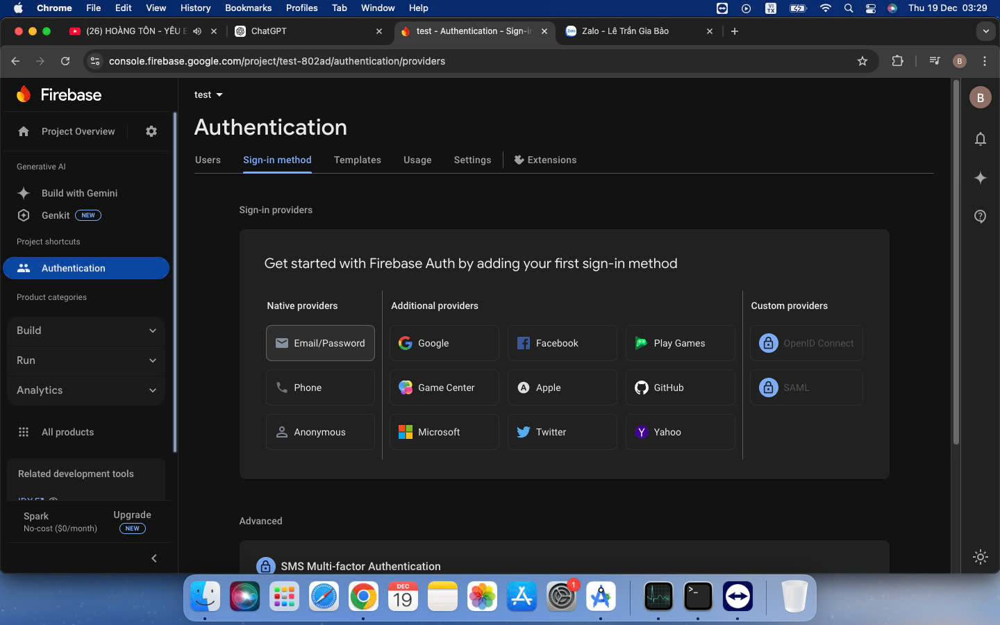 Chrome File Edit View History Bookmarks Profiles Tab Window Help VI TX Thu 19 Dec 03:29
(26) HOÀNG TÔN - YÊU E ChatGPT test - Authentication - Sign-in Zalo - Lê Trần Gia Bảo
console.firebase.google.com/project/test-802ad/authentication/providers B
Firebase
test
B
Authentication
Project Overview
Users Sign-in method Templates Usage Settings Extensions
Generative AI
Build with Gemini
Genkit NEW
Project shortcuts
Authentication
Product categories
Build
Run
Analytics
All products
Related development tools
Spark
No-cost ($0/month)
Upgrade
NEW
Sign-in providers
Get started with Firebase Auth by adding your first sign-in method
Native providers Additional providers Custom providers
Email/Password Google Facebook Play Games OpenID Connect
Phone Game Center Apple GitHub SAML
Anonymous Microsoft Twitter Yahoo
Advanced
SMS Multi-factor Authentication
DEC
19
1